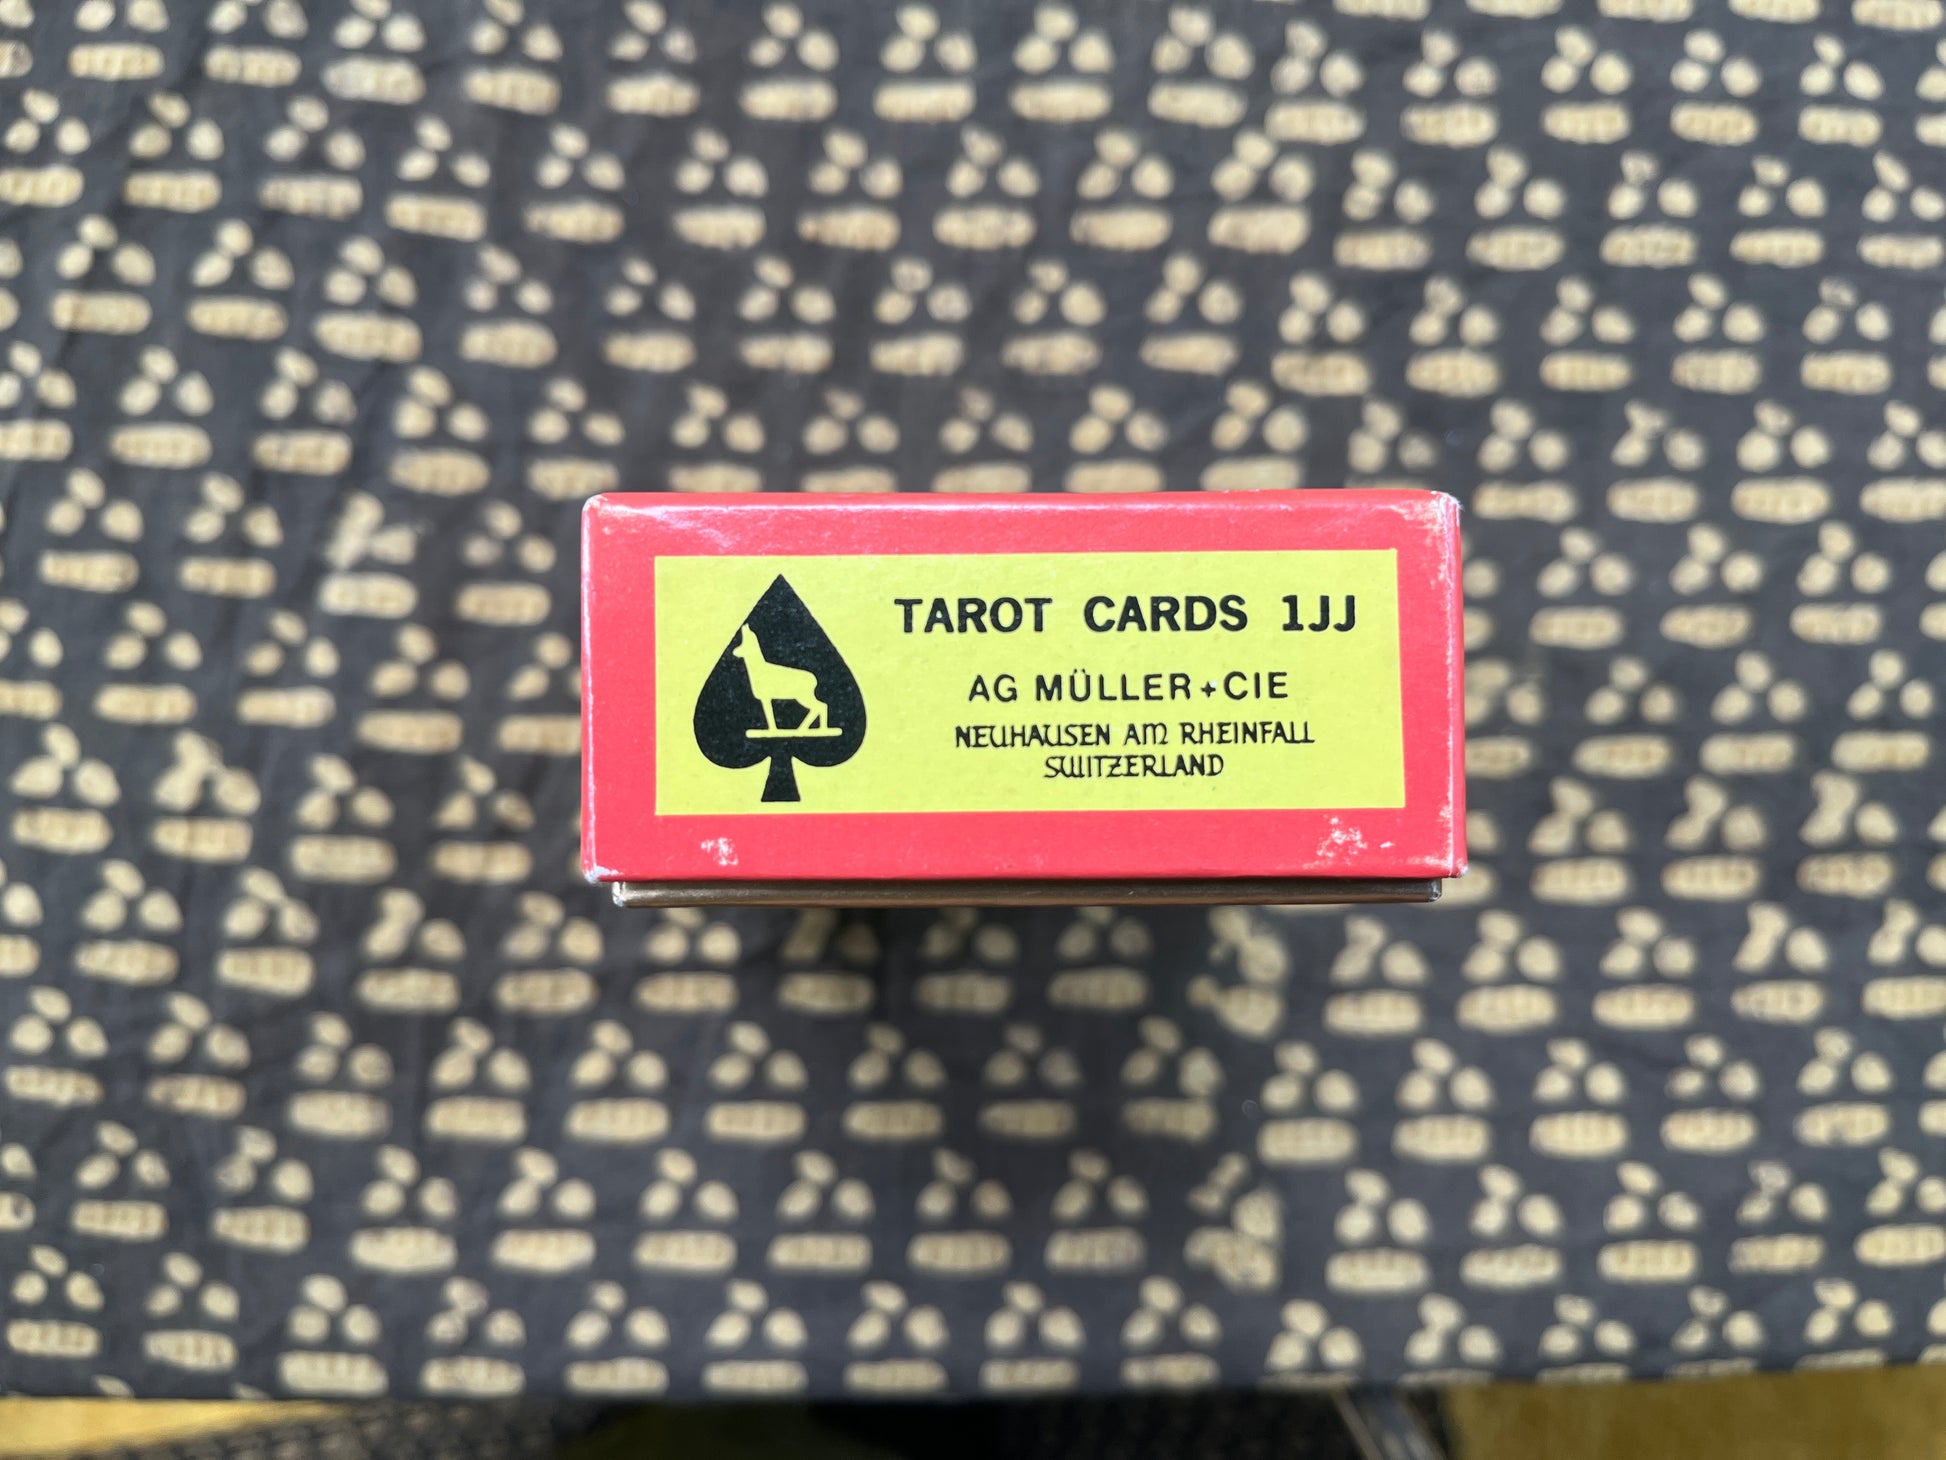 TAROT CARDS 1JJ
AG MÜLLER + CIE
NEUHAUSEN AM RHEINFALL
SWITZERLAND